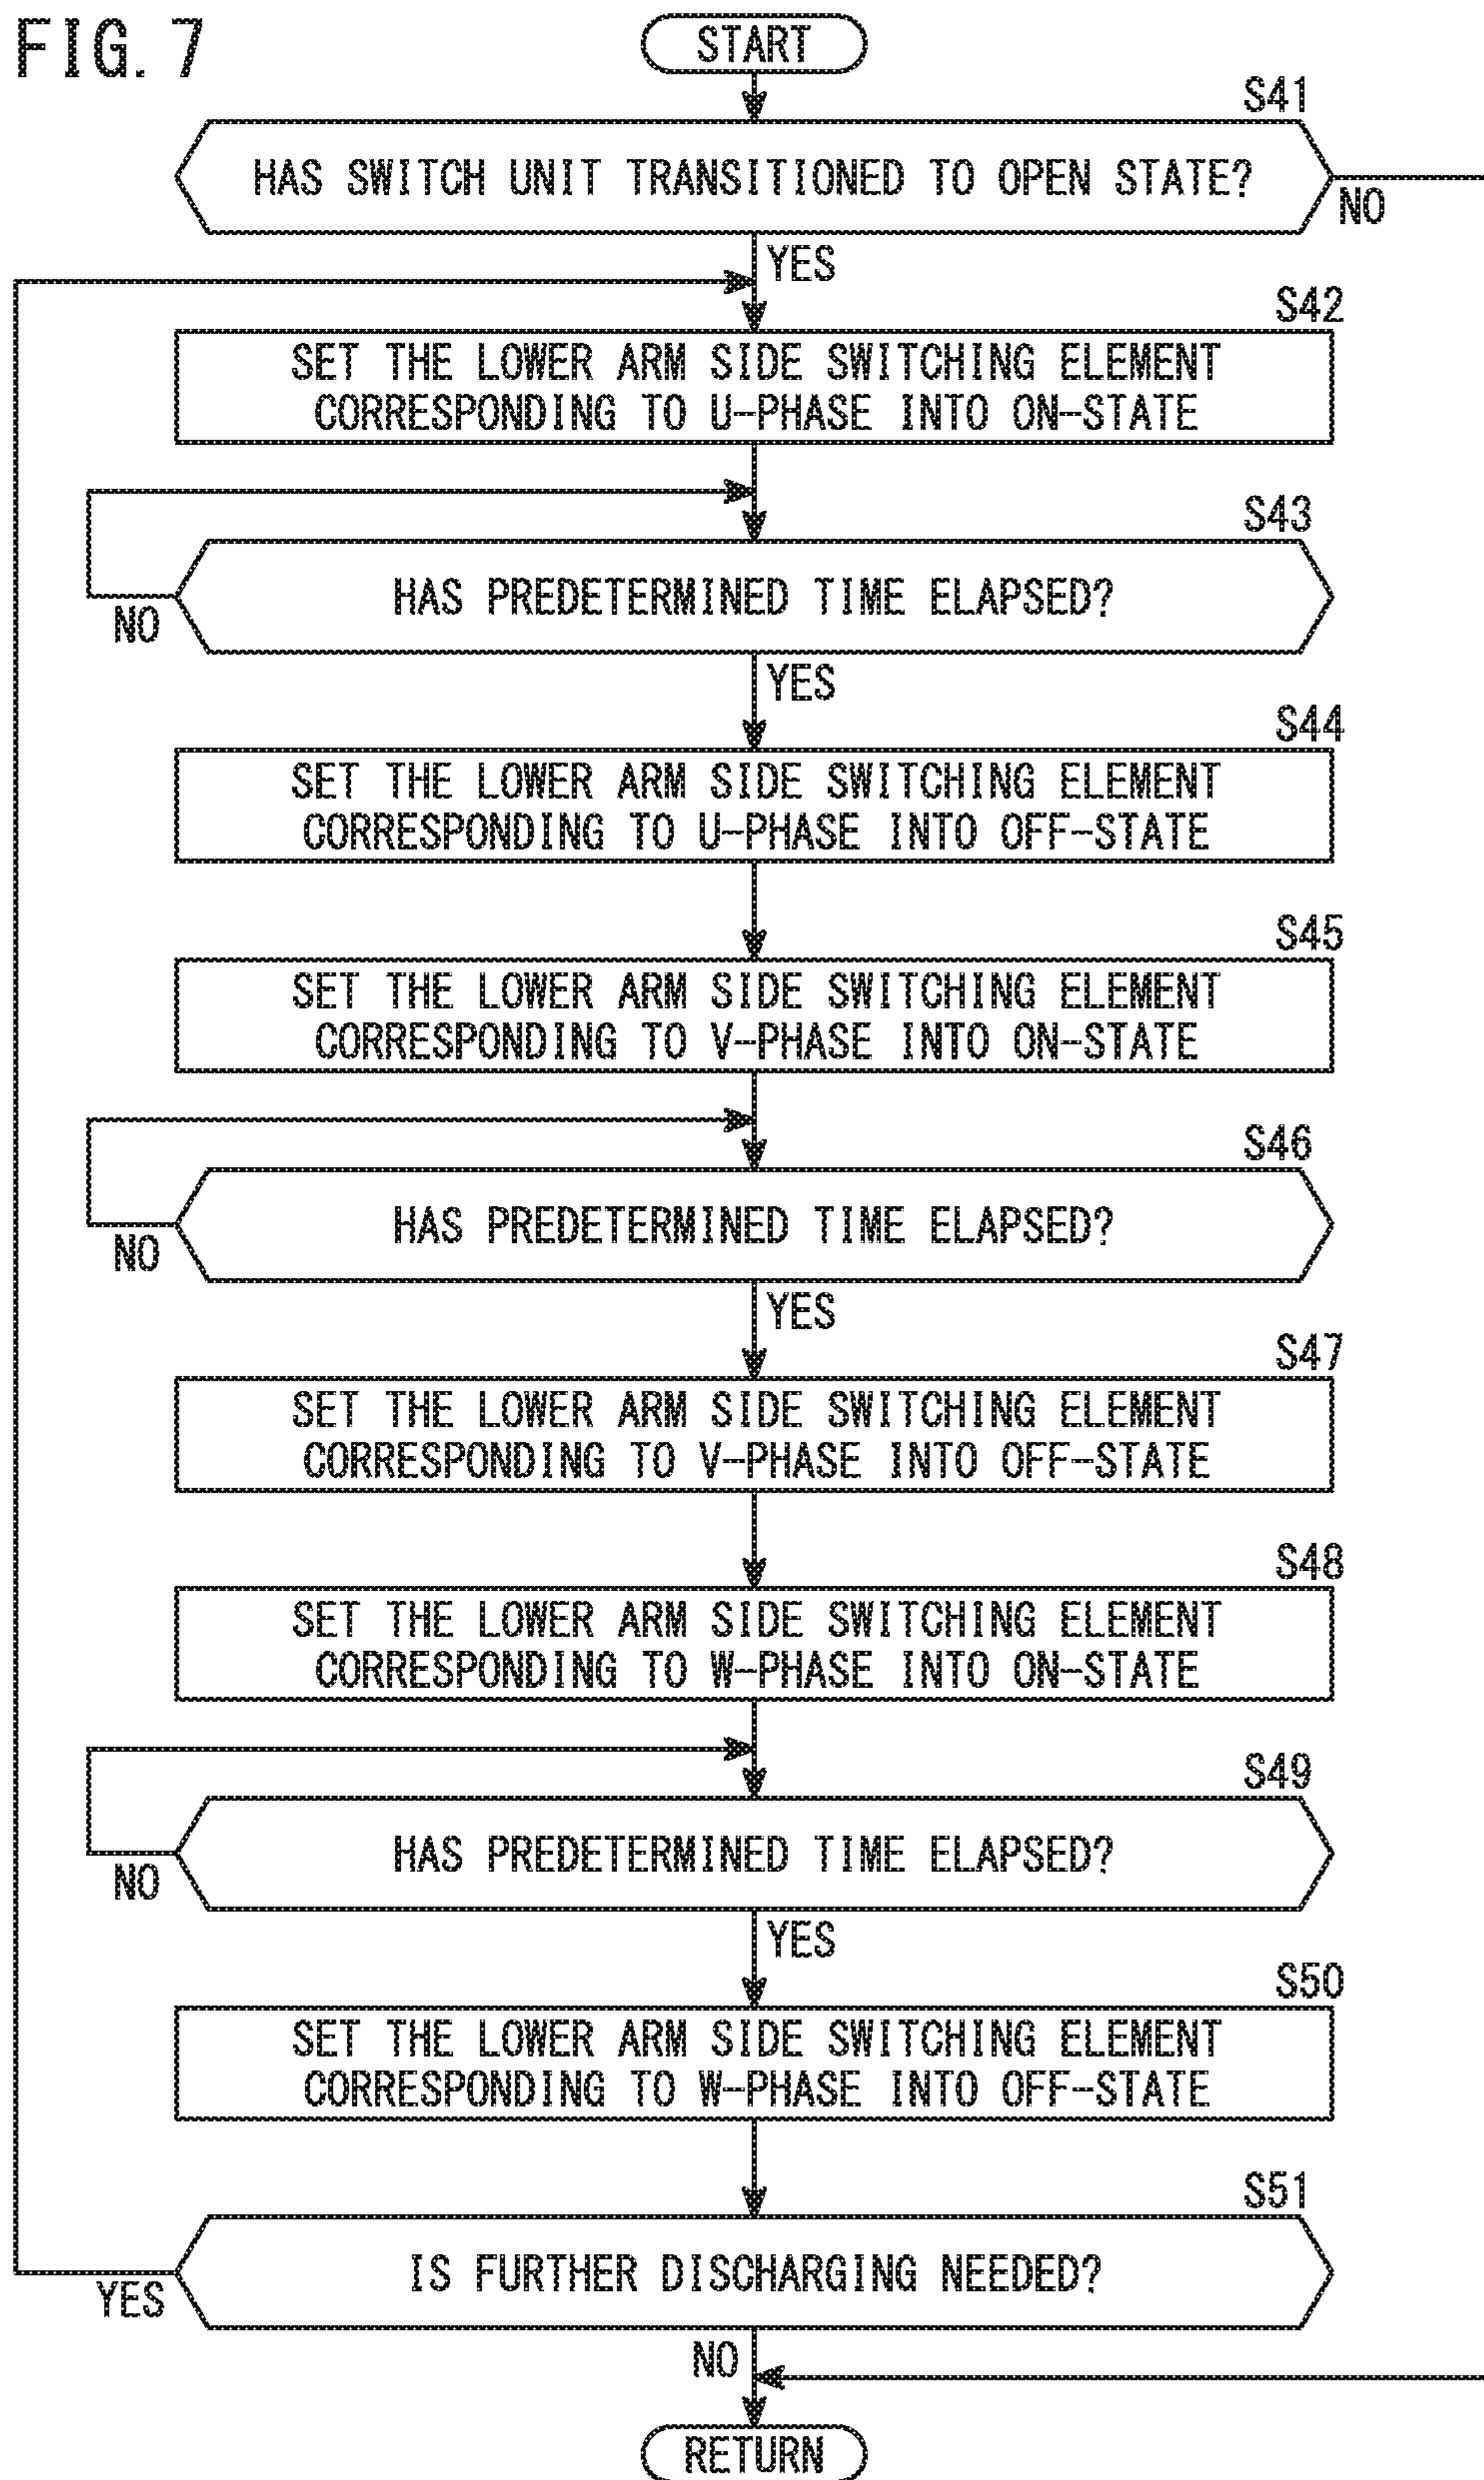 FIG. 7
START
S41
HAS SWITCH UNIT TRANSITIONED TO OPEN STATE?
NO
YES
S42
SET THE LOWER ARM SIDE SWITCHING ELEMENT
CORRESPONDING TO U-PHASE INTO ON-STATE
S43
HAS PREDETERMINED TIME ELAPSED?
NO
YES
S44
SET THE LOWER ARM SIDE SWITCHING ELEMENT
CORRESPONDING TO U-PHASE INTO OFF-STATE
S45
SET THE LOWER ARM SIDE SWITCHING ELEMENT
CORRESPONDING TO V-PHASE INTO ON-STATE
S46
HAS PREDETERMINED TIME ELAPSED?
NO
YES
S47
SET THE LOWER ARM SIDE SWITCHING ELEMENT
CORRESPONDING TO V-PHASE INTO OFF-STATE
S48
SET THE LOWER ARM SIDE SWITCHING ELEMENT
CORRESPONDING TO W-PHASE INTO ON-STATE
S49
HAS PREDETERMINED TIME ELAPSED?
NO
YES
S50
SET THE LOWER ARM SIDE SWITCHING ELEMENT
CORRESPONDING TO W-PHASE INTO OFF-STATE
S51
IS FURTHER DISCHARGING NEEDED?
YES
NO
RETURN